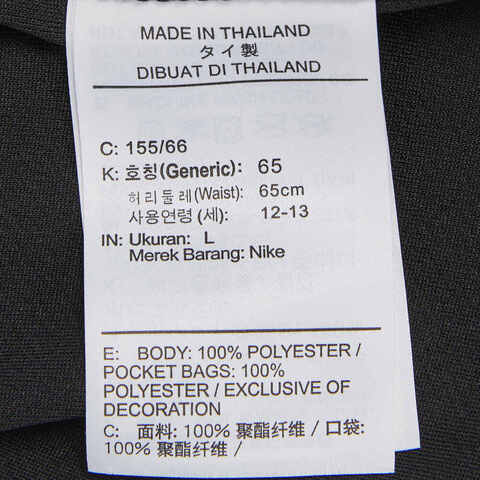 MADE IN THAILAND
タイ製
DIBUAT DI THAILAND
C: 155/66
K: 호칭(Generic): 65
허리둘레(Waist): 65cm
사용연령 (세): 12-13
IN: Ukuran: L
Merek Barang: Nike
E: BODY: 100% POLYESTER /
POCKET BAGS: 100%
POLYESTER / EXCLUSIVE OF
DECORATION
C: 面料: 100% 聚酯纤维 / 口袋:
100% 聚酯纤维 /